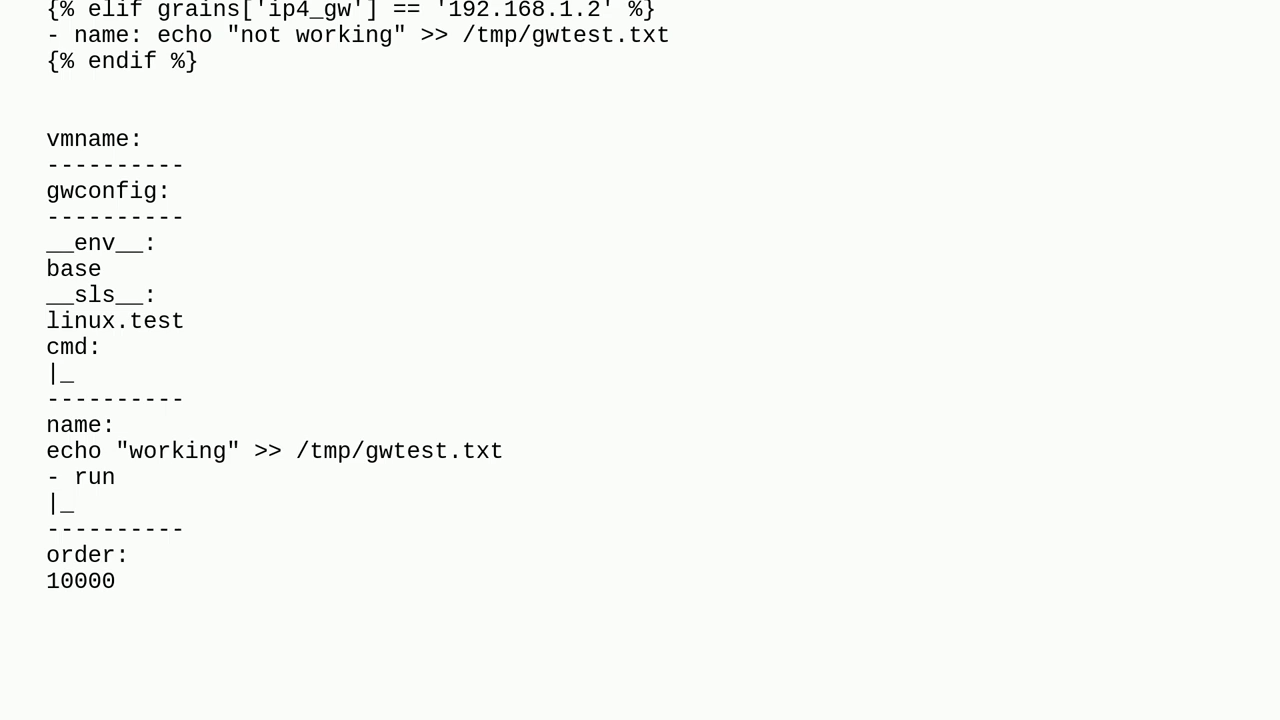 {% elif grains['ip4_gw'] == '192.168.1.2' %}
- name: echo "not working" >> /tmp/gwtest.txt
{% endif %}
vmname:
----------
gwconfig:
----------
__env__:
base
__sls__:
linux.test
cmd:
|_
----------
name:
echo "working" >> /tmp/gwtest.txt
- run
|_
----------
order:
10000